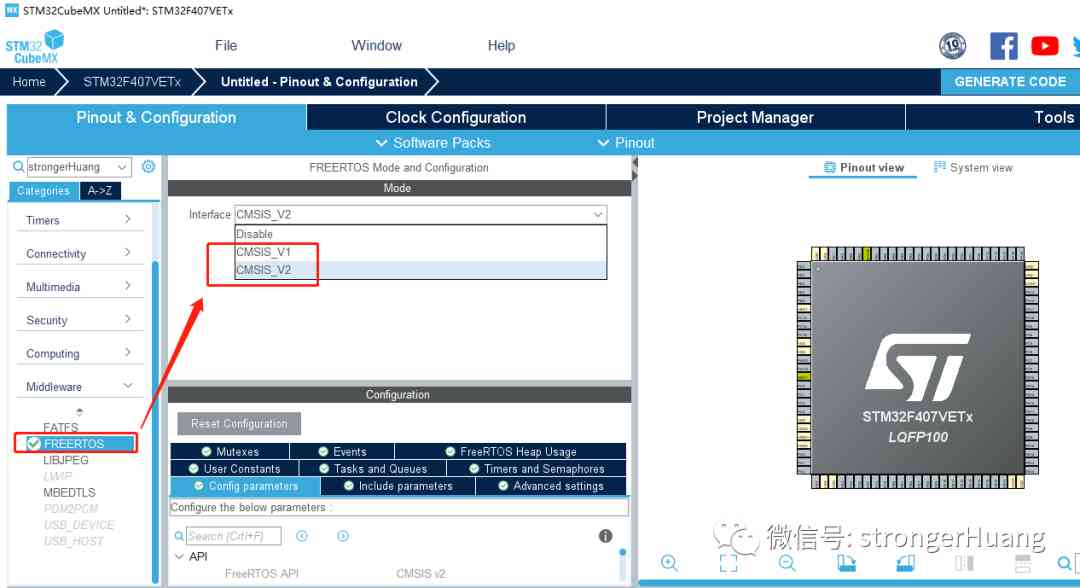 MX STM32CubeMX Untitled*: STM32F407VETx
STM32
CubeMX
File Window Help
10
Home STM32F407VETx Untitled - Pinout & Configuration GENERATE CODE
Pinout & Configuration Clock Configuration Project Manager Tools
Software Packs Pinout
strongerHuang
Categories A->Z
Timers
Connectivity
Multimedia
Security
Computing
Middleware
FATFS
FREERTOS
LIBJPEG
LWIP
MBEDTLS
PDM2PCM
USB_DEVICE
USB_HOST
FREERTOS Mode and Configuration
Mode
Interface CMSIS_V2
Disable
CMSIS_V1
CMSIS_V2
Configuration
Reset Configuration
Mutexes Events FreeRTOS Heap Usage
User Constants Tasks and Queues Timers and Semaphores
Config parameters Include parameters Advanced settings
Configure the below parameters :
Search (Crtl+F)
API
FreeRTOS API CMSIS v2
Pinout view System view
ST
STM32F407VETx
LQFP100
微信号: strongerHuang